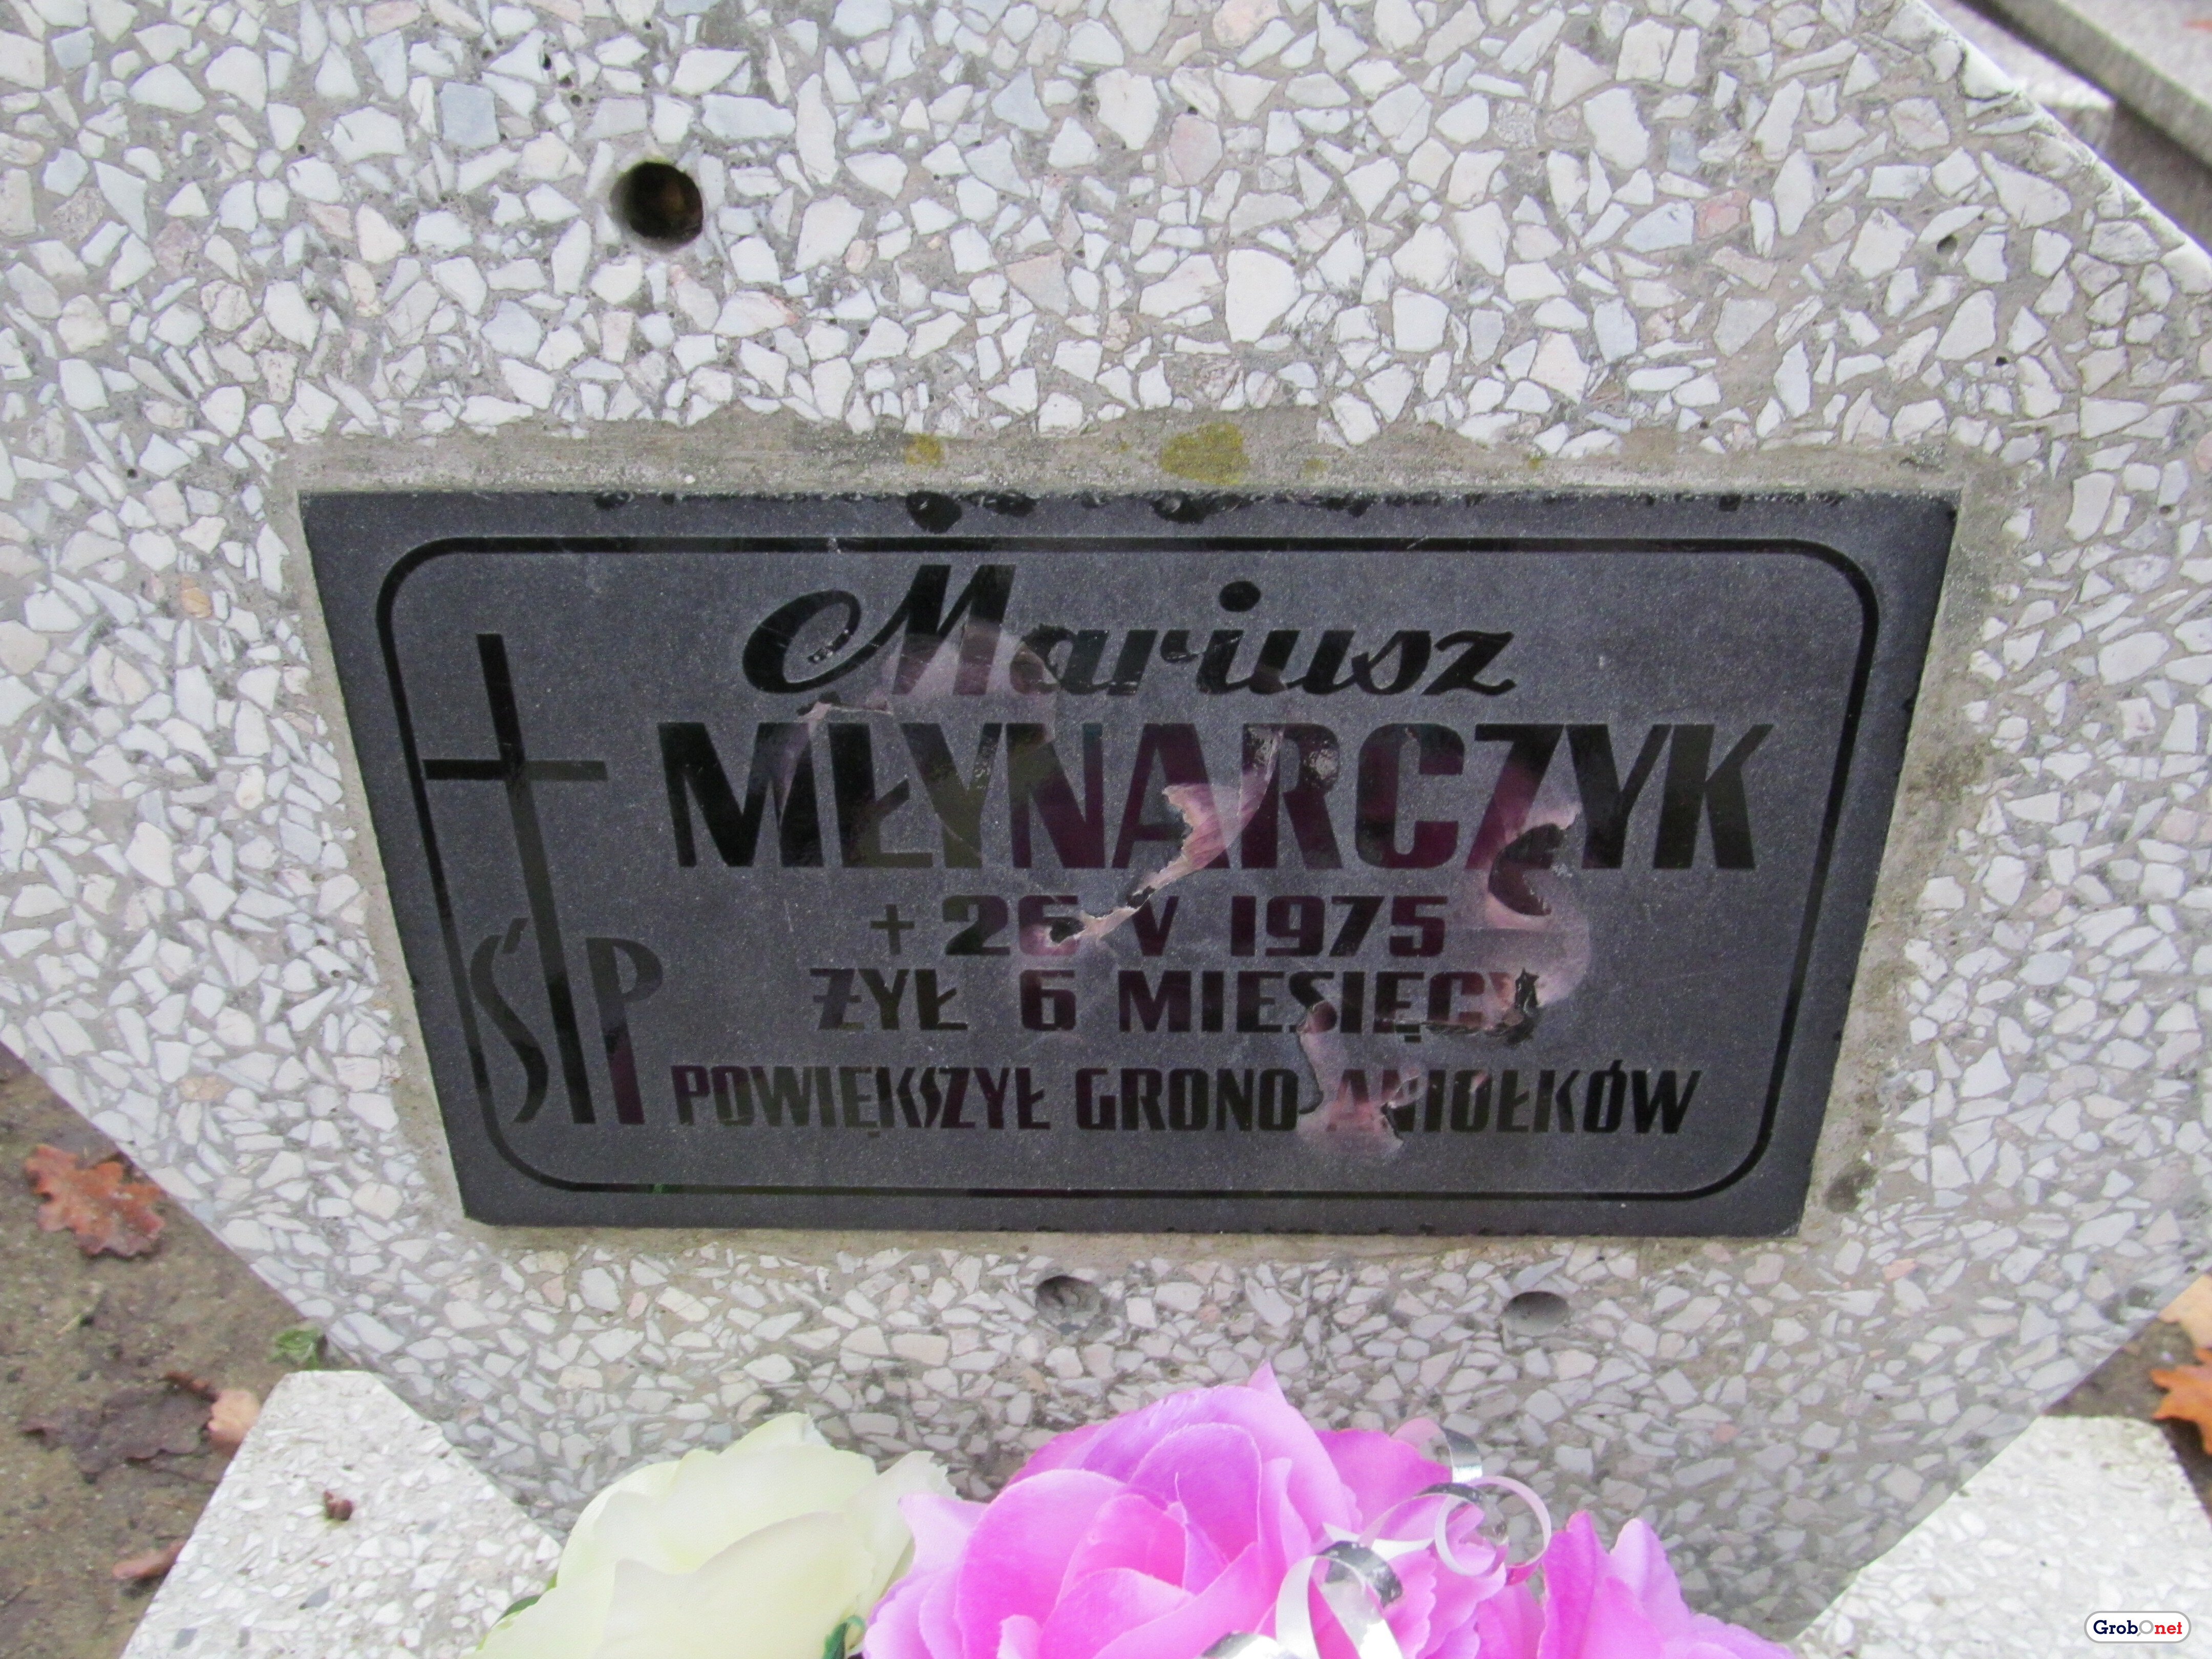 Mariusz
MŁYNARCZYK
+ 26 V 1975
ŻYŁ 6 MIESIĘCY
ŚP
POWIĘKSZYŁ GRONO ANIOŁKÓW
GrobOnet